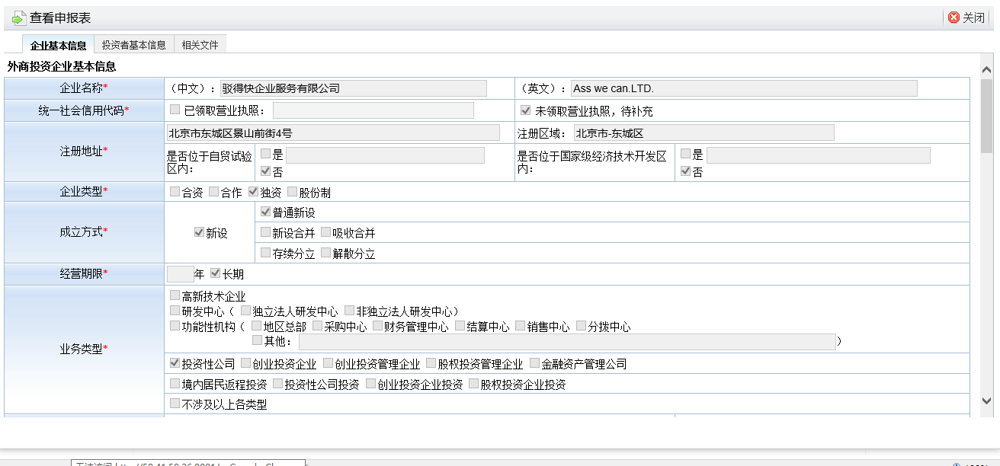 查看申报表 关闭
企业基本信息 投资者基本信息 相关文件
外商投资企业基本信息
企业名称* （中文）: 驳得快企业服务有限公司 （英文）: Ass we can.LTD.
统一社会信用代码* 已领取营业执照: 未领取营业执照，待补充
注册地址* 北京市东城区景山前街4号 注册区域: 北京市-东城区
是否位于自贸试验区内: 是 否 是否位于国家级经济技术开发区内: 是 否
企业类型* 合资 合作 独资 股份制
成立方式* 新设 普通新设
新设合并 吸收合并
存续分立 解散分立
经营期限* 年 长期
业务类型* 高新技术企业
研发中心（ 独立法人研发中心 非独立法人研发中心）
功能性机构（ 地区总部 采购中心 财务管理中心 结算中心 销售中心 分拨中心
其他: ）
投资性公司 创业投资企业 创业投资管理企业 股权投资管理企业 金融资产管理公司
境内居民返程投资 投资性公司投资 创业投资企业投资 股权投资企业投资
不涉及以上各类型